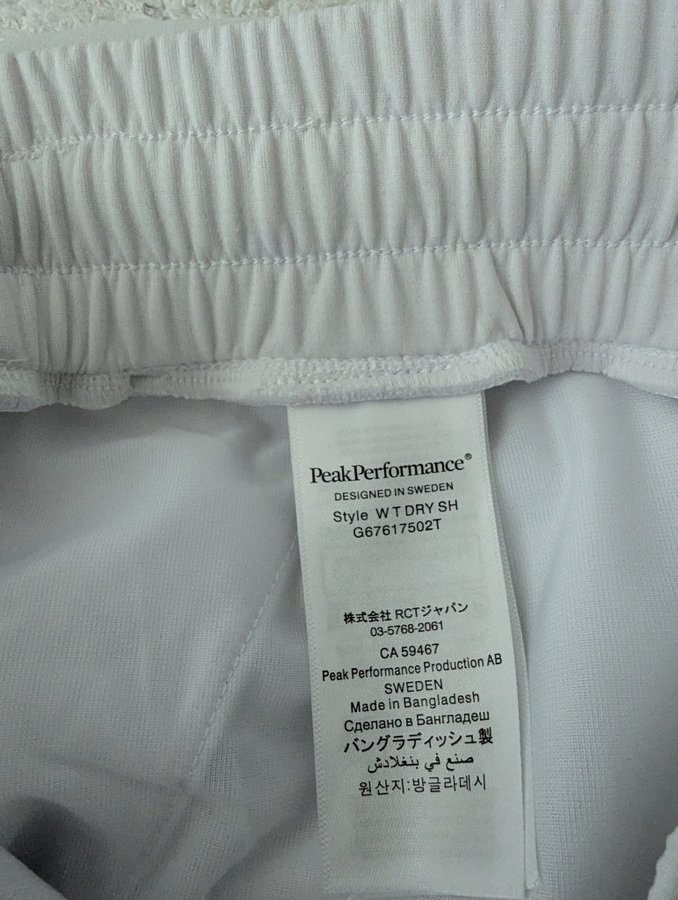 PeakPerformance®
DESIGNED IN SWEDEN
Style W T DRY SH
G67617502T
株式会社 RCTジャパン
03-5768-2061
CA 59467
Peak Performance Production AB
SWEDEN
Made in Bangladesh
Сделано в Бангладеш
バングラディッシュ製
صنع في بنغلادش
원산지:방글라데시